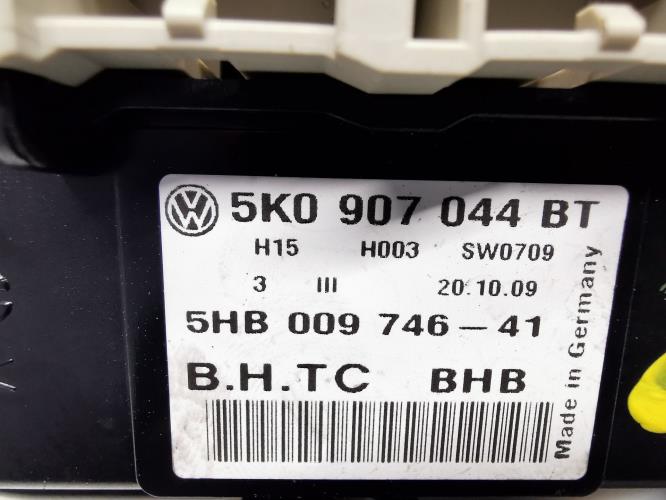 5K0 907 044 BT
H15 H003 SW0709
3 III 20.10.09
5HB 009 746-41
B.H.TC BHB
Made in Germany